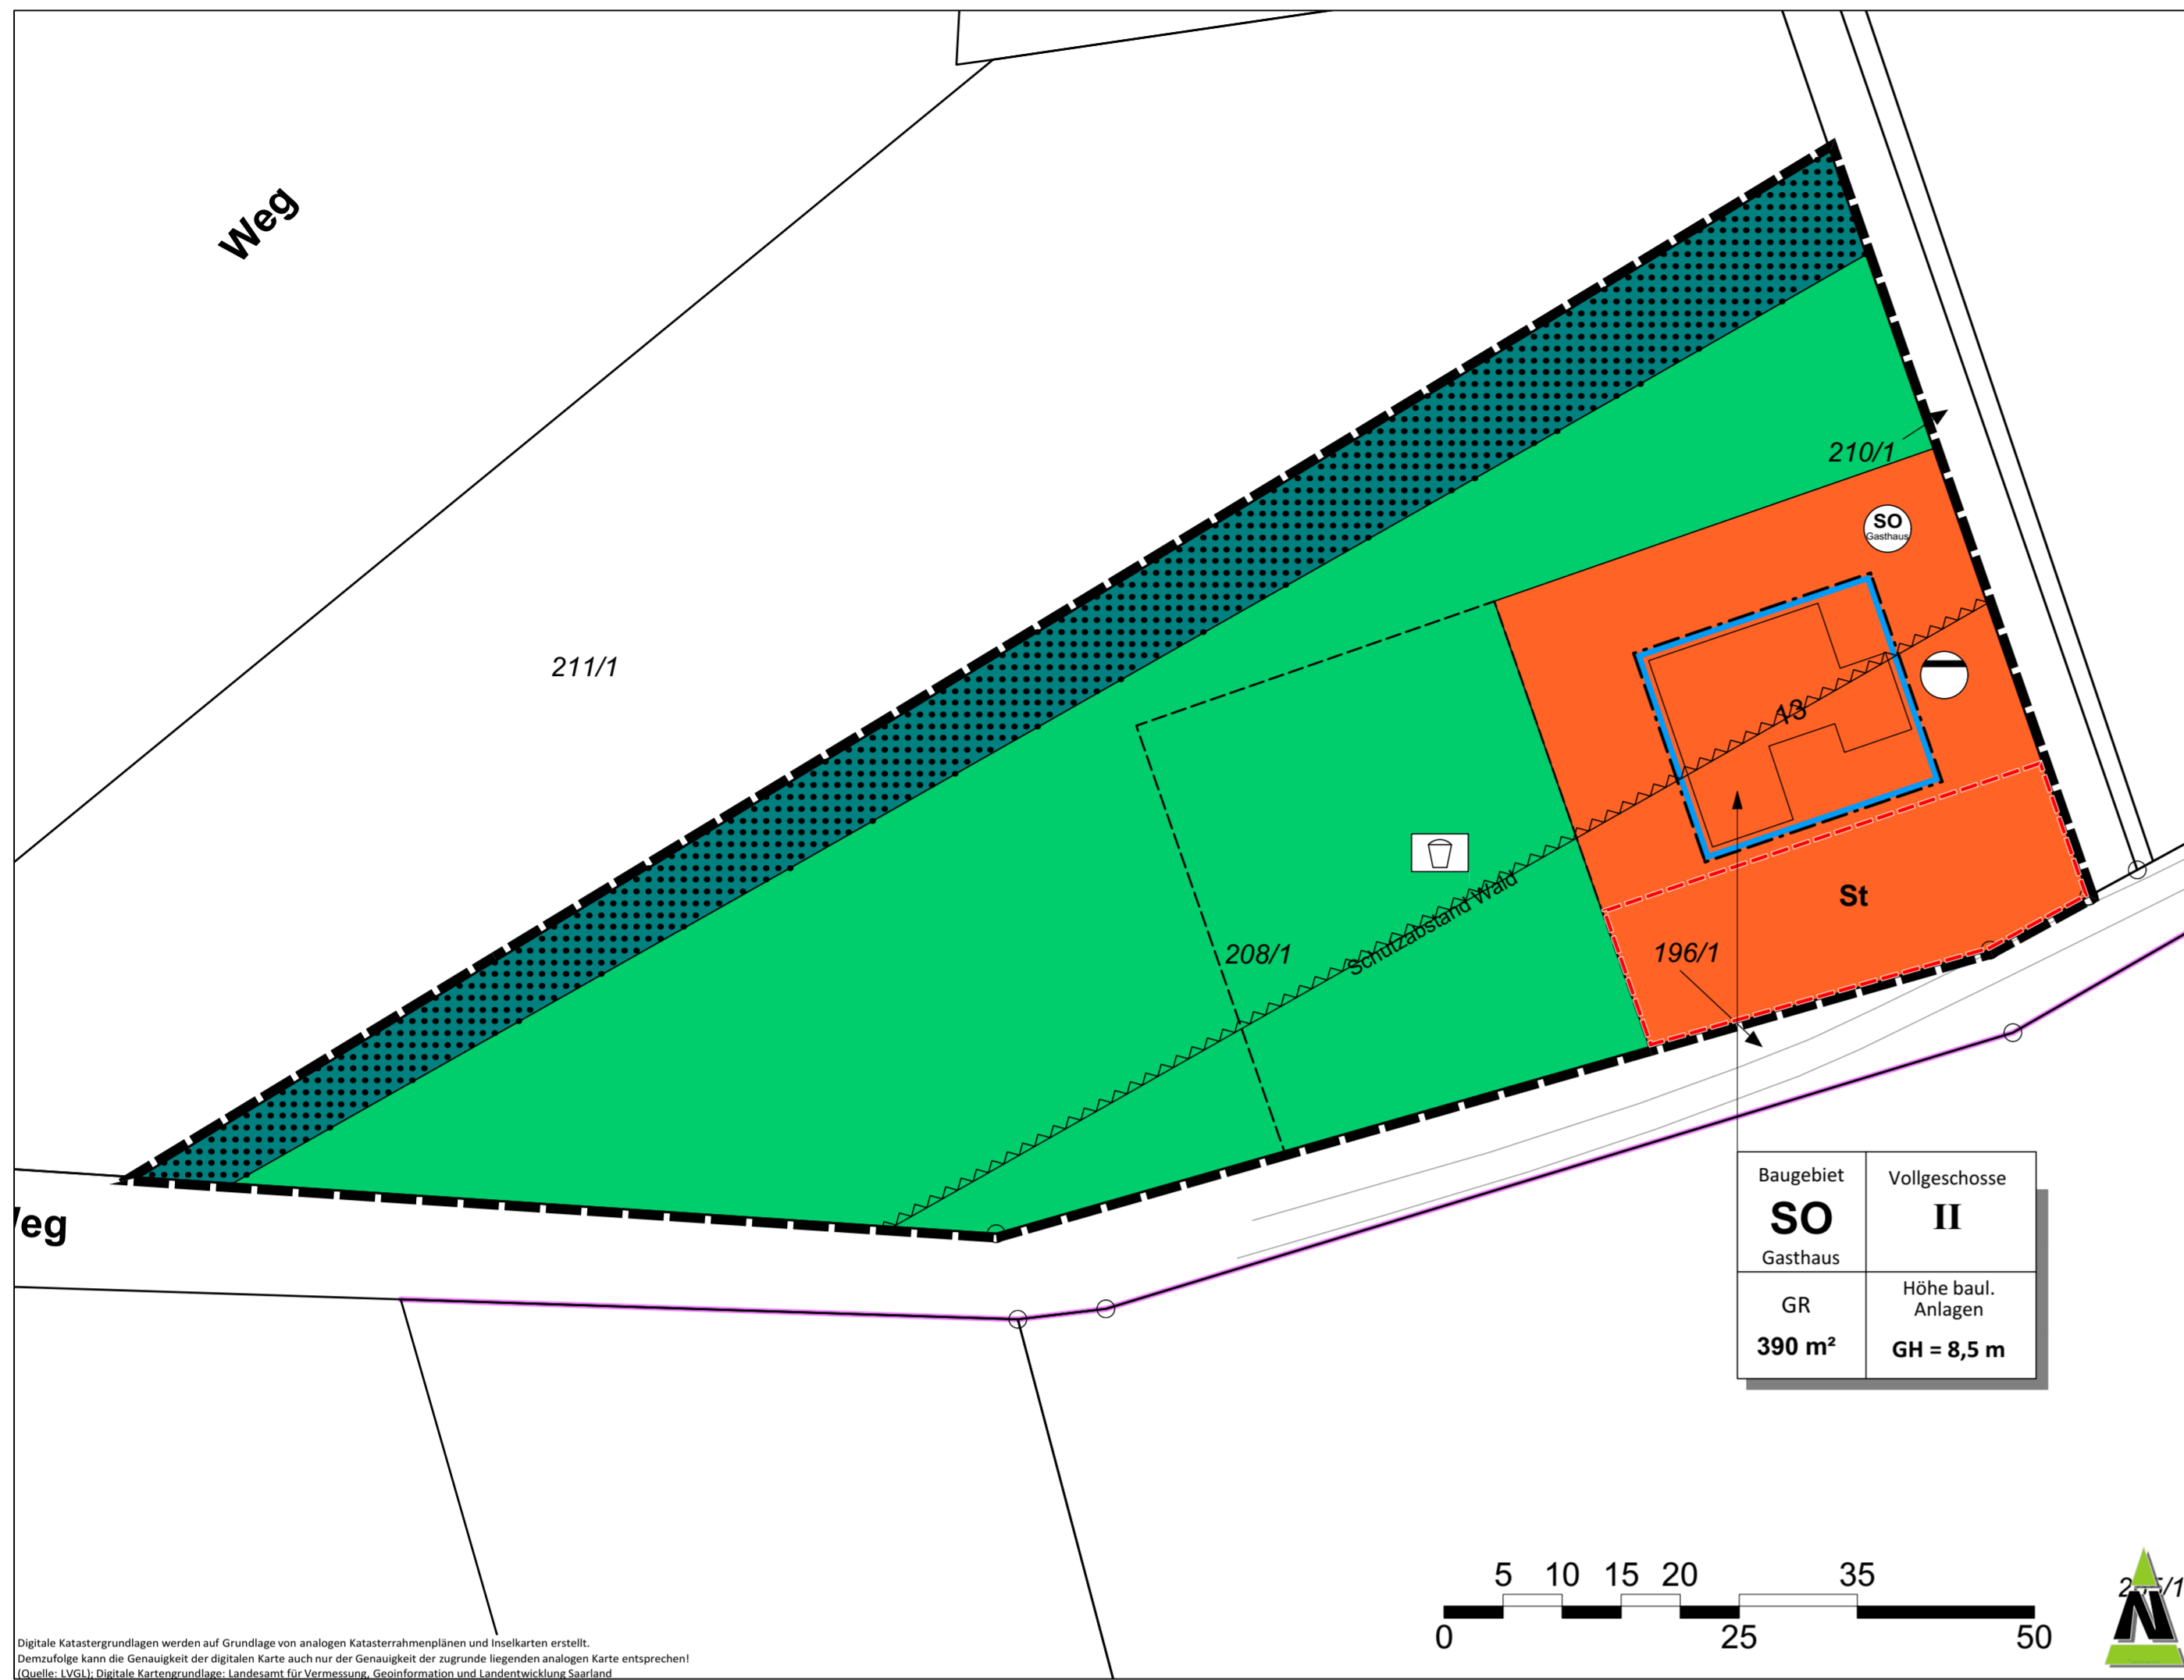 Weg
210/1
SO
Gasthaus
211/1
13
St
Schutzabstand Wald
208/1
196/1
Baugebiet
SO
Gasthaus
Vollgeschosse
II
GR
390 m²
Höhe baul.
Anlagen
GH = 8,5 m
eg
5 10 15 20 35
0 25 50
N
Digitale Katastergrundlagen werden auf Grundlage von analogen Katasterrahmenplänen und Inselkarten erstellt.
Demzufolge kann die Genauigkeit der digitalen Karte auch nur der Genauigkeit der zugrunde liegenden analogen Karte entsprechen!
(Quelle: LVGL); Digitale Kartengrundlage: Landesamt für Vermessung, Geoinformation und Landentwicklung Saarland